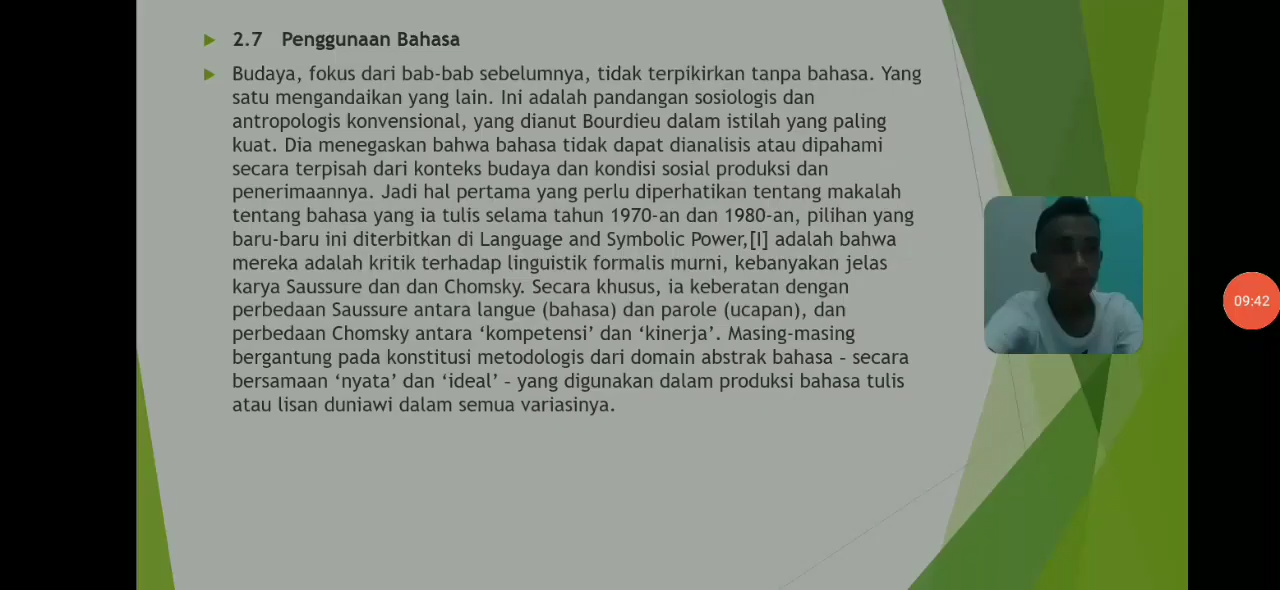 2.7 Penggunaan Bahasa
Budaya, fokus dari bab-bab sebelumnya, tidak terpikirkan tanpa bahasa. Yang
satu mengandaikan yang lain. Ini adalah pandangan sosiologis dan
antropologis konvensional, yang dianut Bourdieu dalam istilah yang paling
kuat. Dia menegaskan bahwa bahasa tidak dapat dianalisis atau dipahami
secara terpisah dari konteks budaya dan kondisi sosial produksi dan
penerimaannya. Jadi hal pertama yang perlu diperhatikan tentang makalah
tentang bahasa yang ia tulis selama tahun 1970-an dan 1980-an, pilihan yang
baru-baru ini diterbitkan di Language and Symbolic Power,[I] adalah bahwa
mereka adalah kritik terhadap linguistik formalis murni, kebanyakan jelas
karya Saussure dan dan Chomsky. Secara khusus, ia keberatan dengan
perbedaan Saussure antara langue (bahasa) dan parole (ucapan), dan
perbedaan Chomsky antara ‘kompetensi’ dan ‘kinerja’. Masing-masing
bergantung pada konstitusi metodologis dari domain abstrak bahasa – secara
bersamaan ‘nyata’ dan ‘ideal’ – yang digunakan dalam produksi bahasa tulis
atau lisan duniawi dalam semua variasinya.
09:42